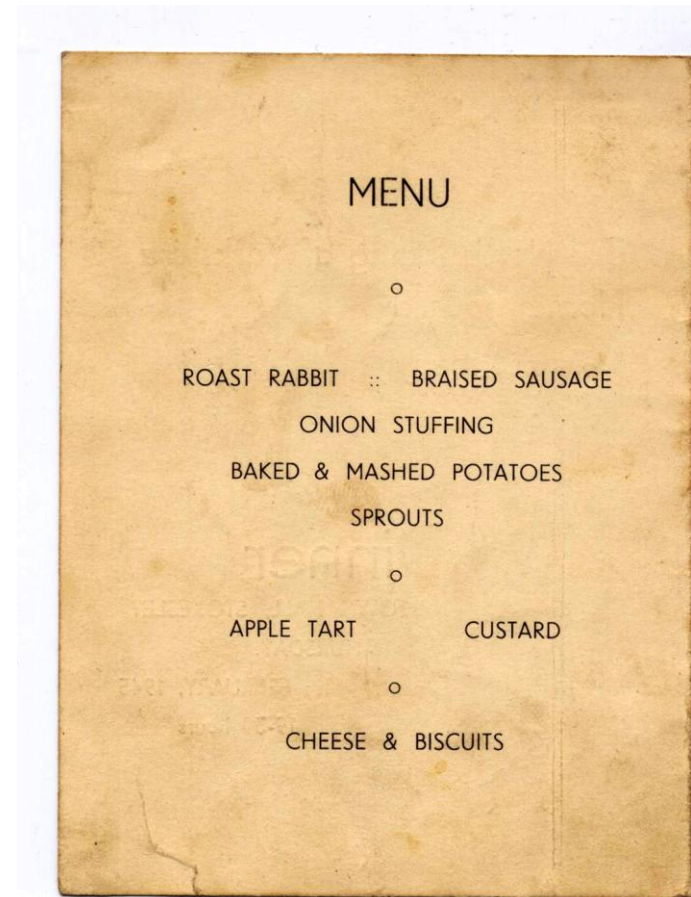 MENU
ROAST RABBIT :: BRAISED SAUSAGE
ONION STUFFING
BAKED & MASHED POTATOES
SPROUTS
APPLE TART CUSTARD
CHEESE & BISCUITS